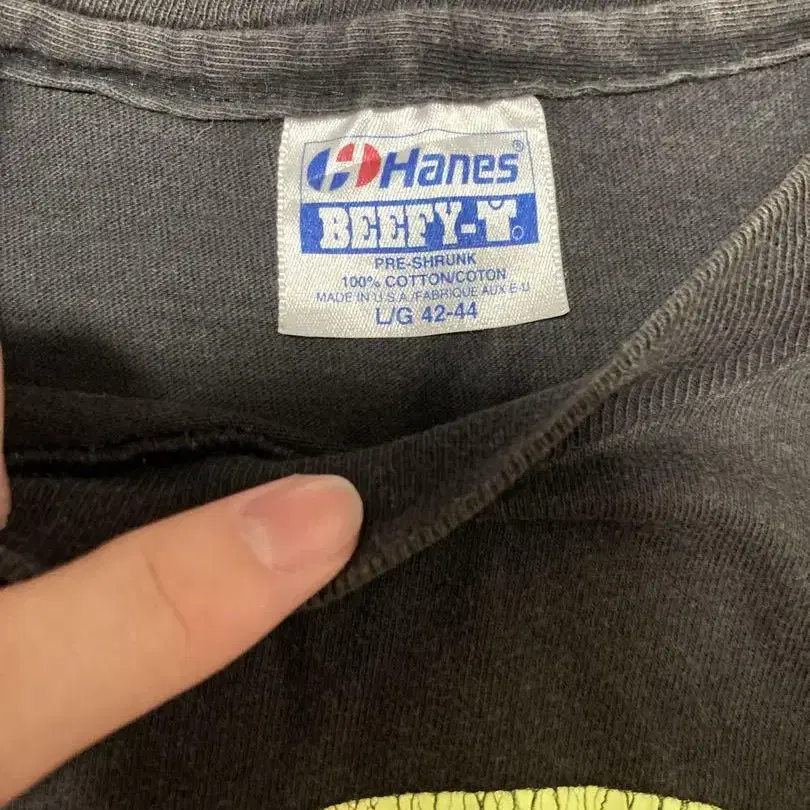 Hanes®
BEEFY-T
PRE-SHRUNK
100% COTTON/COTON
MADE IN U.S.A./FABRIQUE AUX E-U
L/G 42-44